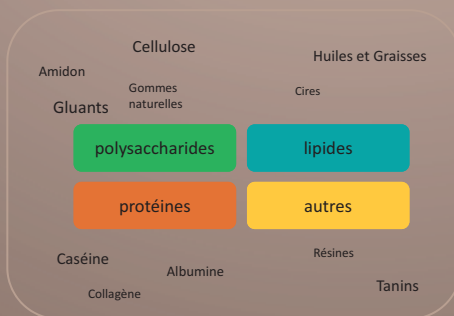 Cellulose
Huiles et Graisses
Amidon
Gommes
naturelles
Cires
Gluants
polysaccharides
lipides
protéines
autres
Résines
Caséine
Albumine
Tanins
Collagène